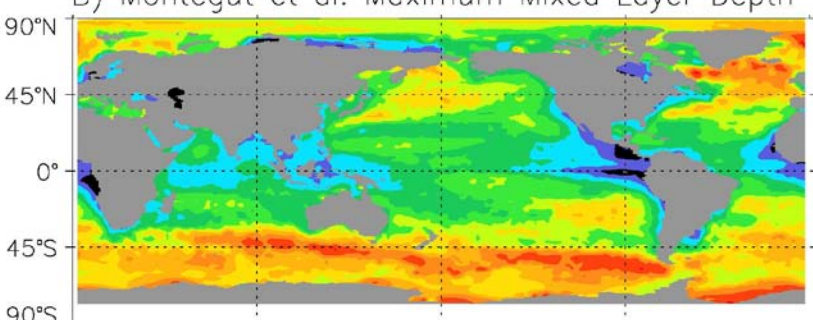 B) Montegut et al. Maximum Mixed Layer Depth
90°N
45°N
0°
45°S
90°S